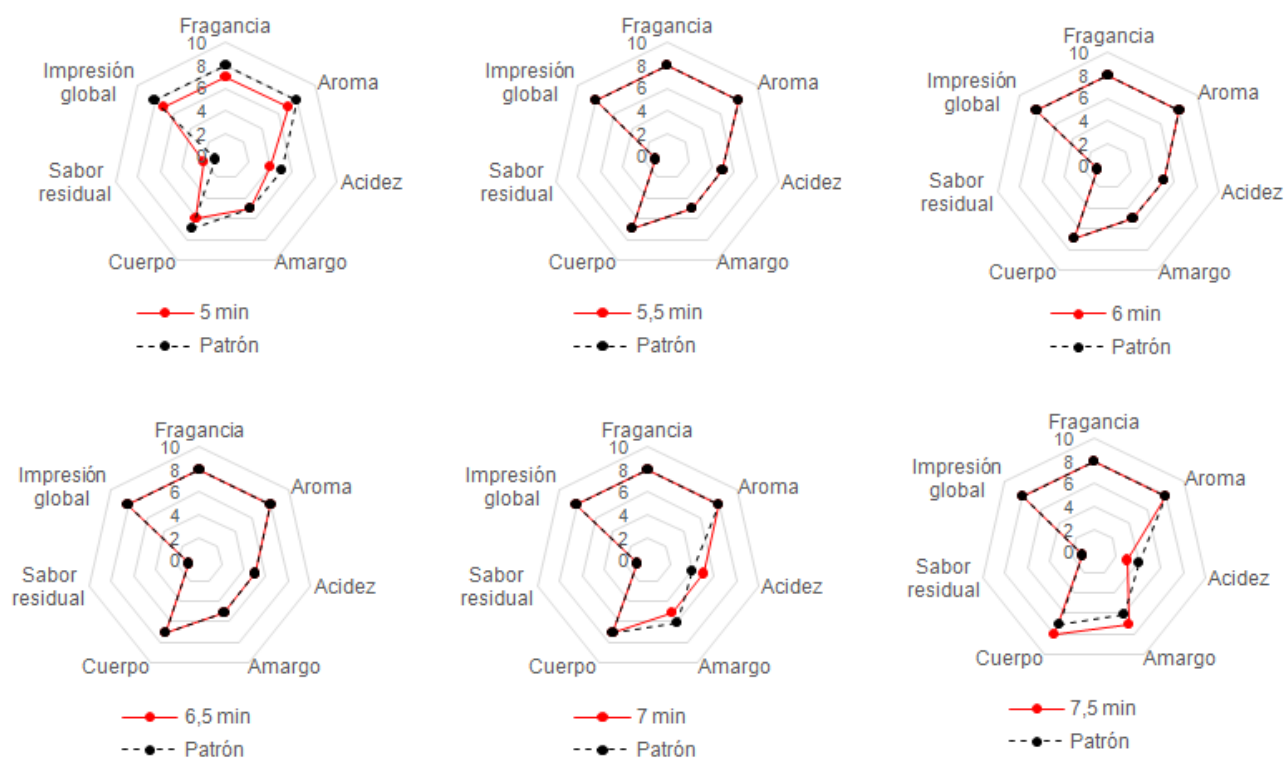 Fragancia
10
8
6
4
2
0
Aroma
Acidez
Amargo
Cuerpo
Sabor
residual
Impresión
global
5 min
Patrón
Fragancia
10
8
6
4
2
0
Aroma
Acidez
Amargo
Cuerpo
Sabor
residual
Impresión
global
5,5 min
Patrón
Fragancia
10
8
6
4
2
0
Aroma
Acidez
Amargo
Cuerpo
Sabor
residual
Impresión
global
6 min
Patrón
Fragancia
10
8
6
4
2
0
Aroma
Acidez
Amargo
Cuerpo
Sabor
residual
Impresión
global
6,5 min
Patrón
Fragancia
10
8
6
4
2
0
Aroma
Acidez
Amargo
Cuerpo
Sabor
residual
Impresión
global
7 min
Patrón
Fragancia
10
8
6
4
2
0
Aroma
Acidez
Amargo
Cuerpo
Sabor
residual
Impresión
global
7,5 min
Patrón